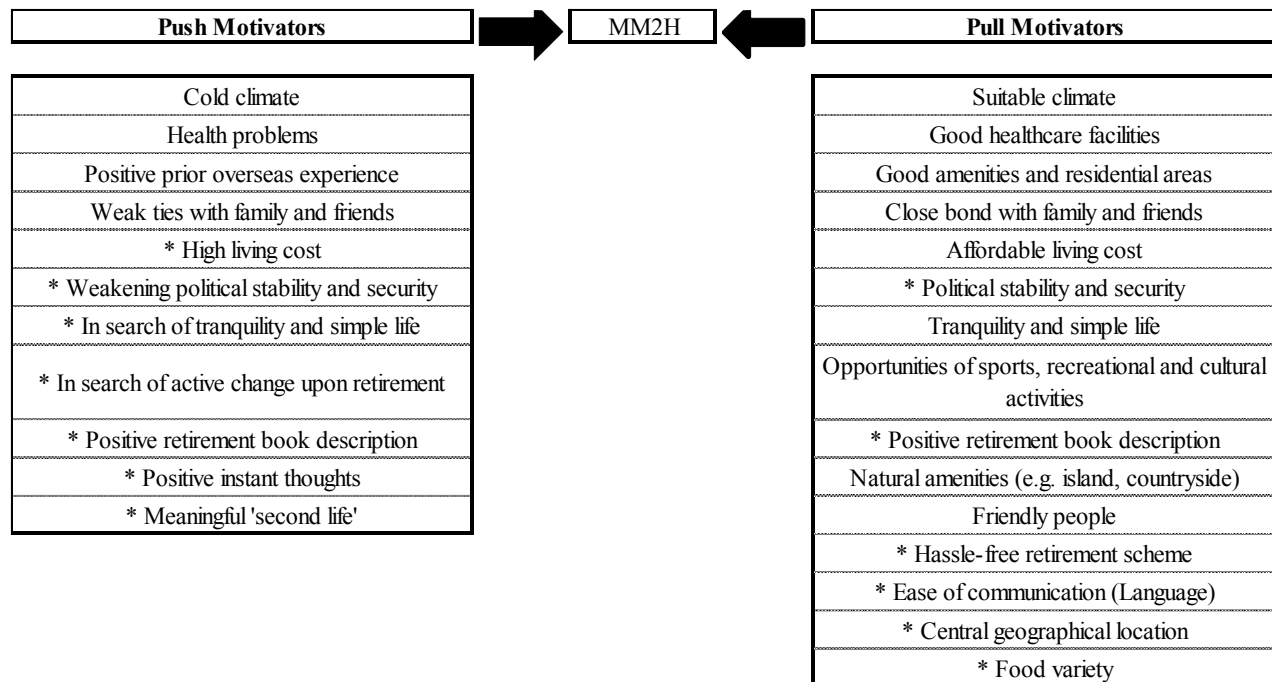 Push Motivators
MM2H
Pull Motivators
Cold climate
Health problems
Positive prior overseas experience
Weak ties with family and friends
* High living cost
* Weakening political stability and security
* In search of tranquility and simple life
* In search of active change upon retirement
* Positive retirement book description
* Positive instant thoughts
* Meaningful 'second life'
Suitable climate
Good healthcare facilities
Good amenities and residential areas
Close bond with family and friends
Affordable living cost
* Political stability and security
Tranquility and simple life
Opportunities of sports, recreational and cultural
activities
* Positive retirement book description
Natural amenities (e.g. island, countryside)
Friendly people
* Hassle-free retirement scheme
* Ease of communication (Language)
* Central geographical location
* Food variety